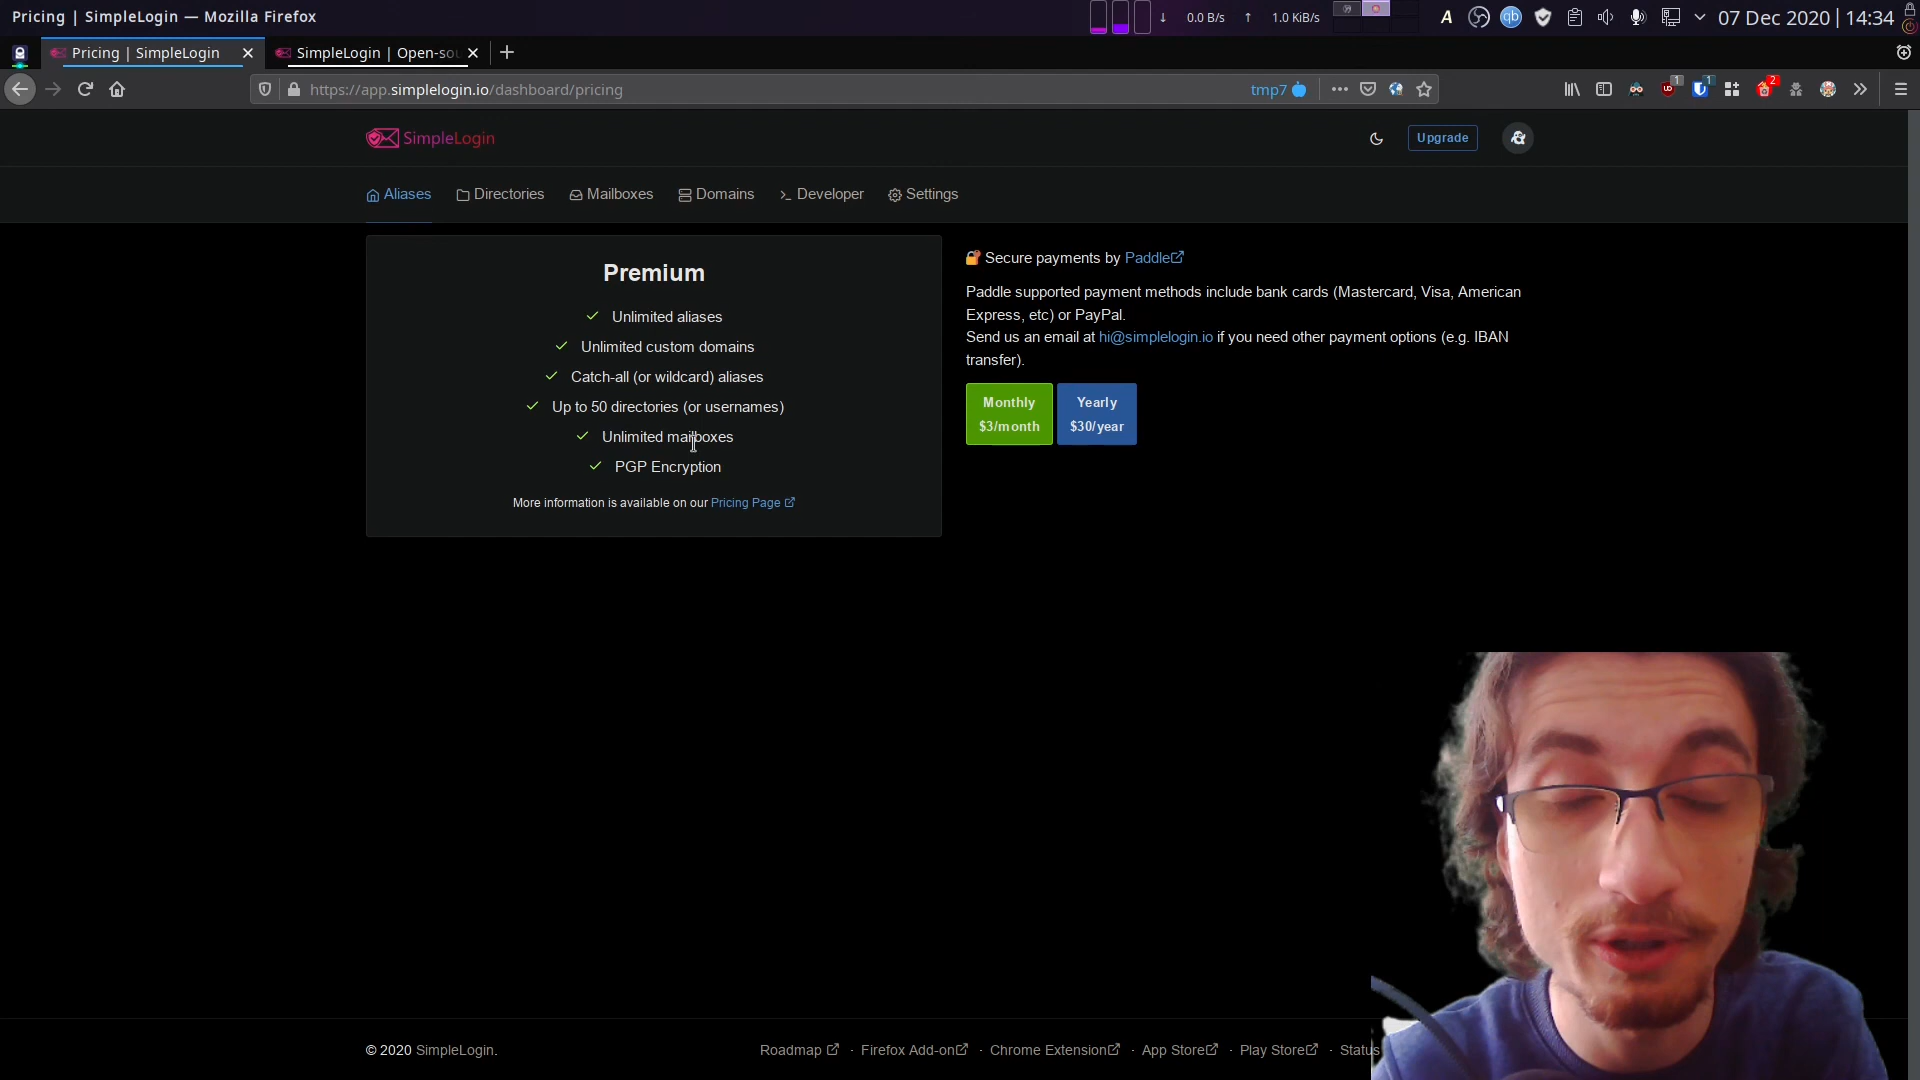 Pricing | SimpleLogin — Mozilla Firefox
↓ 0.0 B/s ↑ 1.0 KiB/s
A
qb
07 Dec 2020 | 14:34
Pricing | SimpleLogin
SimpleLogin | Open-sou
https://app.simplelogin.io/dashboard/pricing
tmp7
1
1
2
SimpleLogin
Upgrade
Aliases
Directories
Mailboxes
Domains
Developer
Settings
Premium
Unlimited aliases
Unlimited custom domains
Catch-all (or wildcard) aliases
Up to 50 directories (or usernames)
Unlimited mailboxes
PGP Encryption
More information is available on our Pricing Page
Secure payments by Paddle
Paddle supported payment methods include bank cards (Mastercard, Visa, American
Express, etc) or PayPal.
Send us an email at hi@simplelogin.io if you need other payment options (e.g. IBAN
transfer).
Monthly
$3/month
Yearly
$30/year
© 2020 SimpleLogin.
Roadmap · Firefox Add-on · Chrome Extension · App Store · Play Store · Status